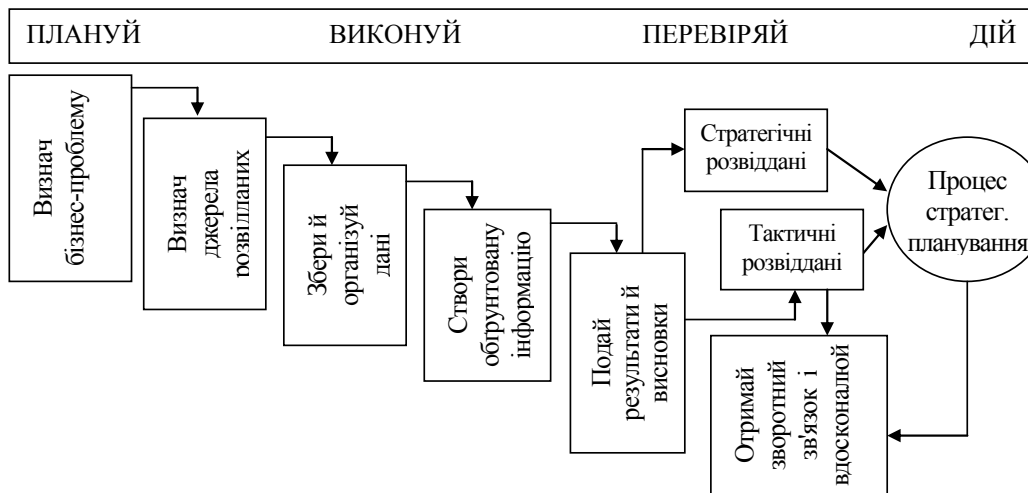 ПЛАНУЙ ВИКОНУЙ ПЕРЕВІРЯЙ ДІЙ
Визнач
бізнес-проблему
Визнач
джерела
розвідданих
Збери й
організуй
дані
Створи
обґрунтовану
інформацію
Подай
результати й
висновки
Стратегічні
розвіддані
Тактичні
розвіддані
Процес
стратег.
планування
Отримай
зворотний
зв'язок і
вдосконалюй